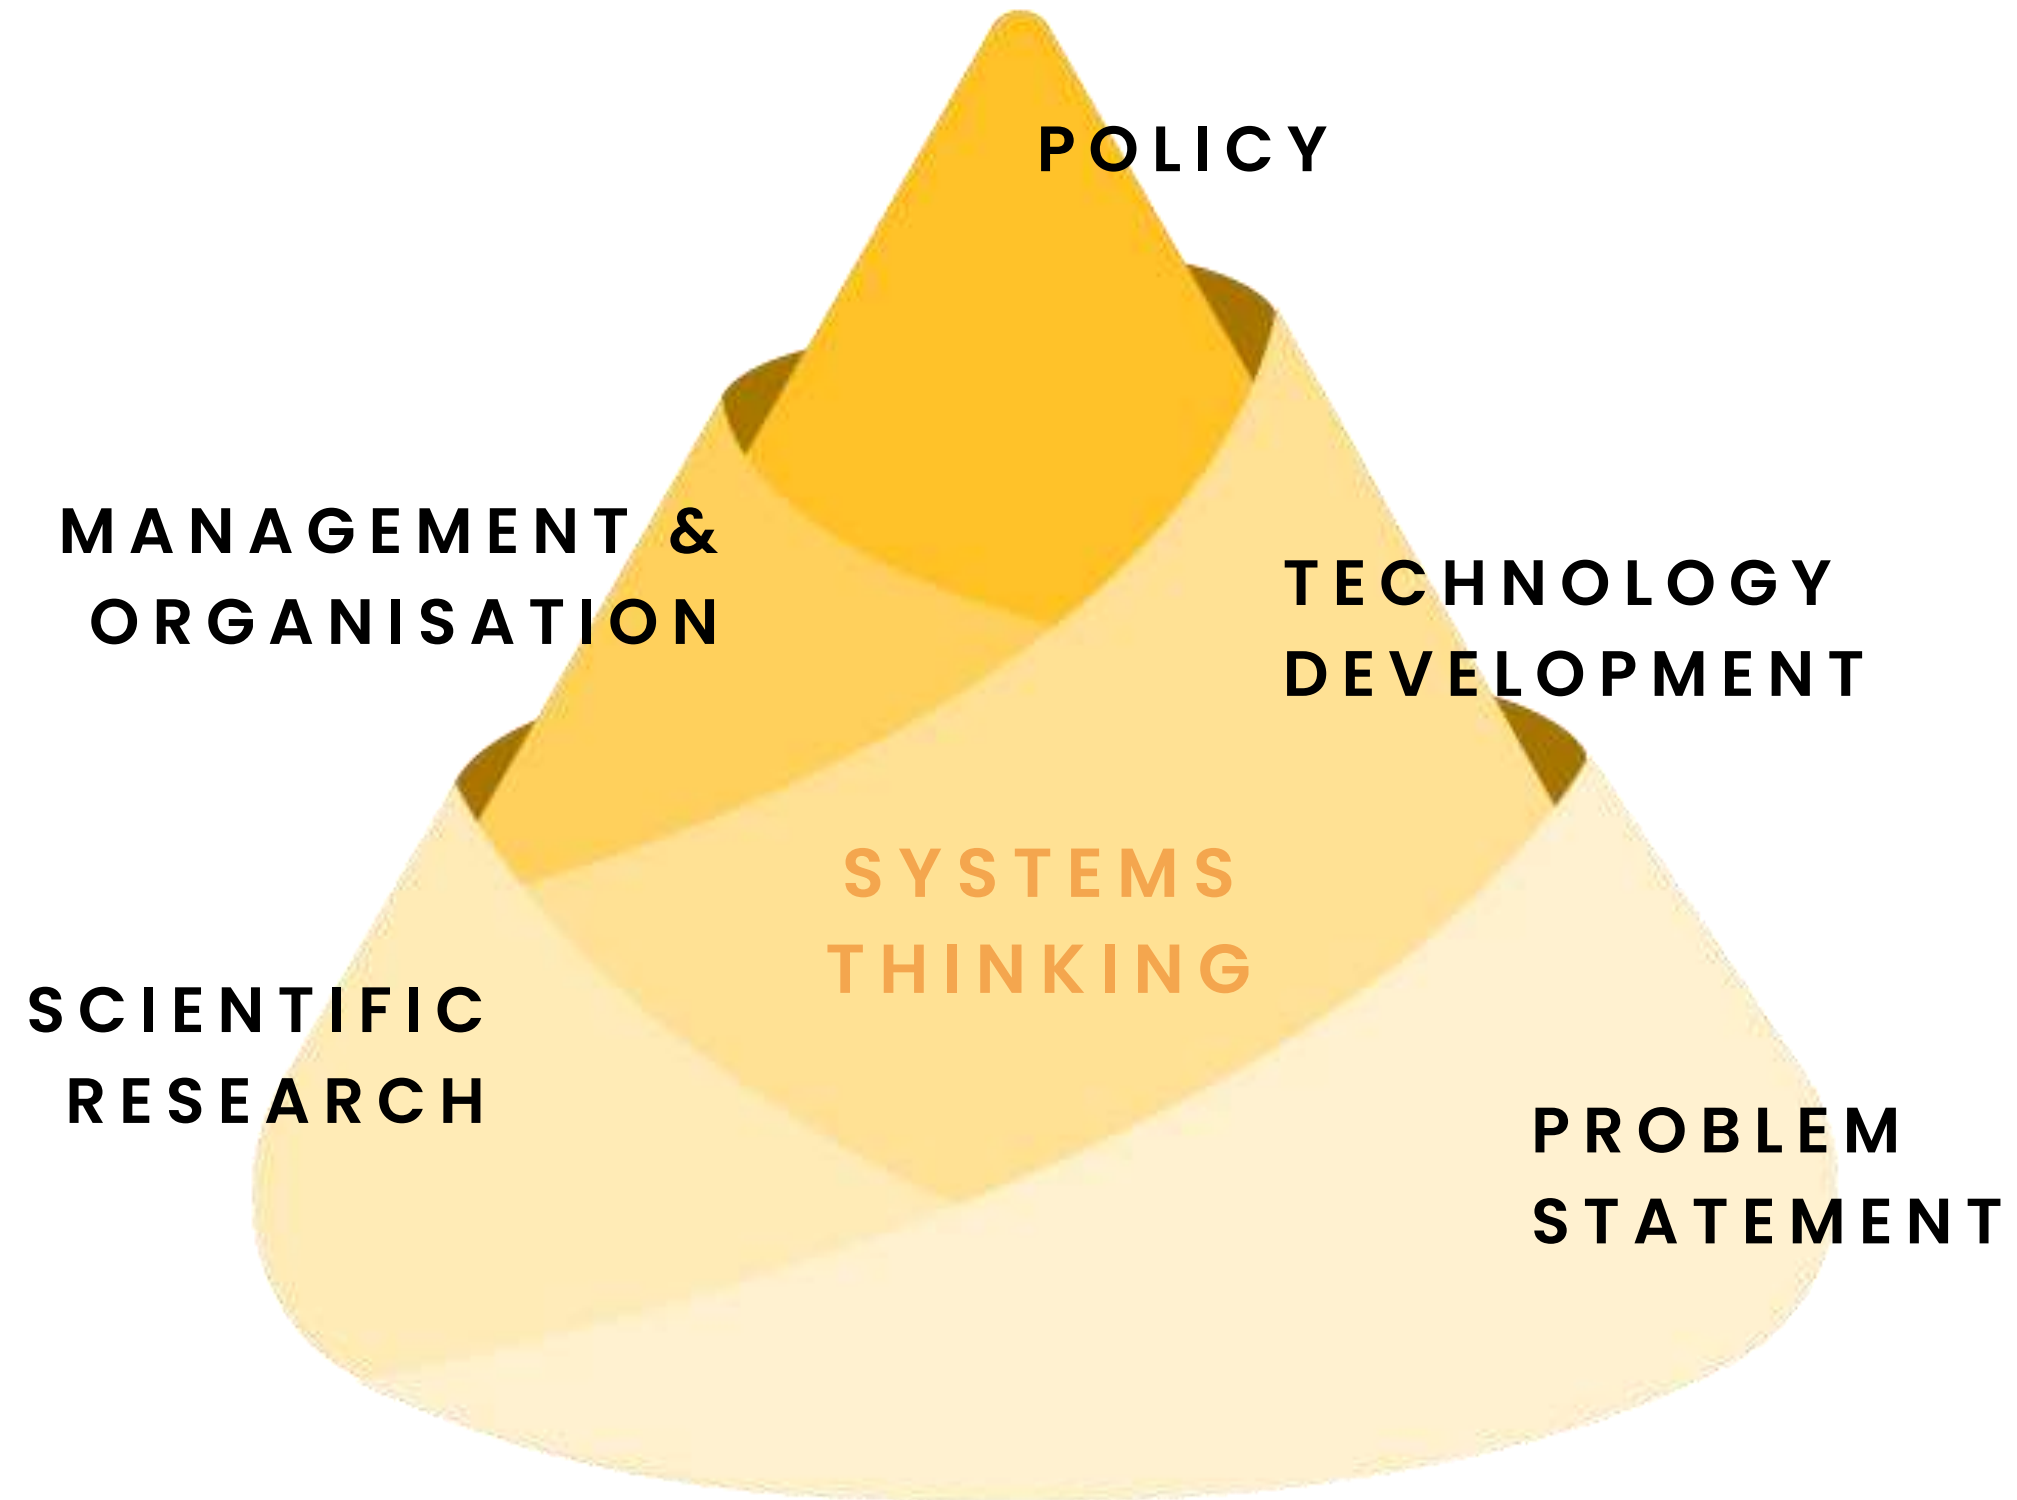 POLICY
MANAGEMENT &
ORGANISATION
TECHNOLOGY
DEVELOPMENT
SYSTEMS
THINKING
SCIENTIFIC
RESEARCH
PROBLEM
STATEMENT